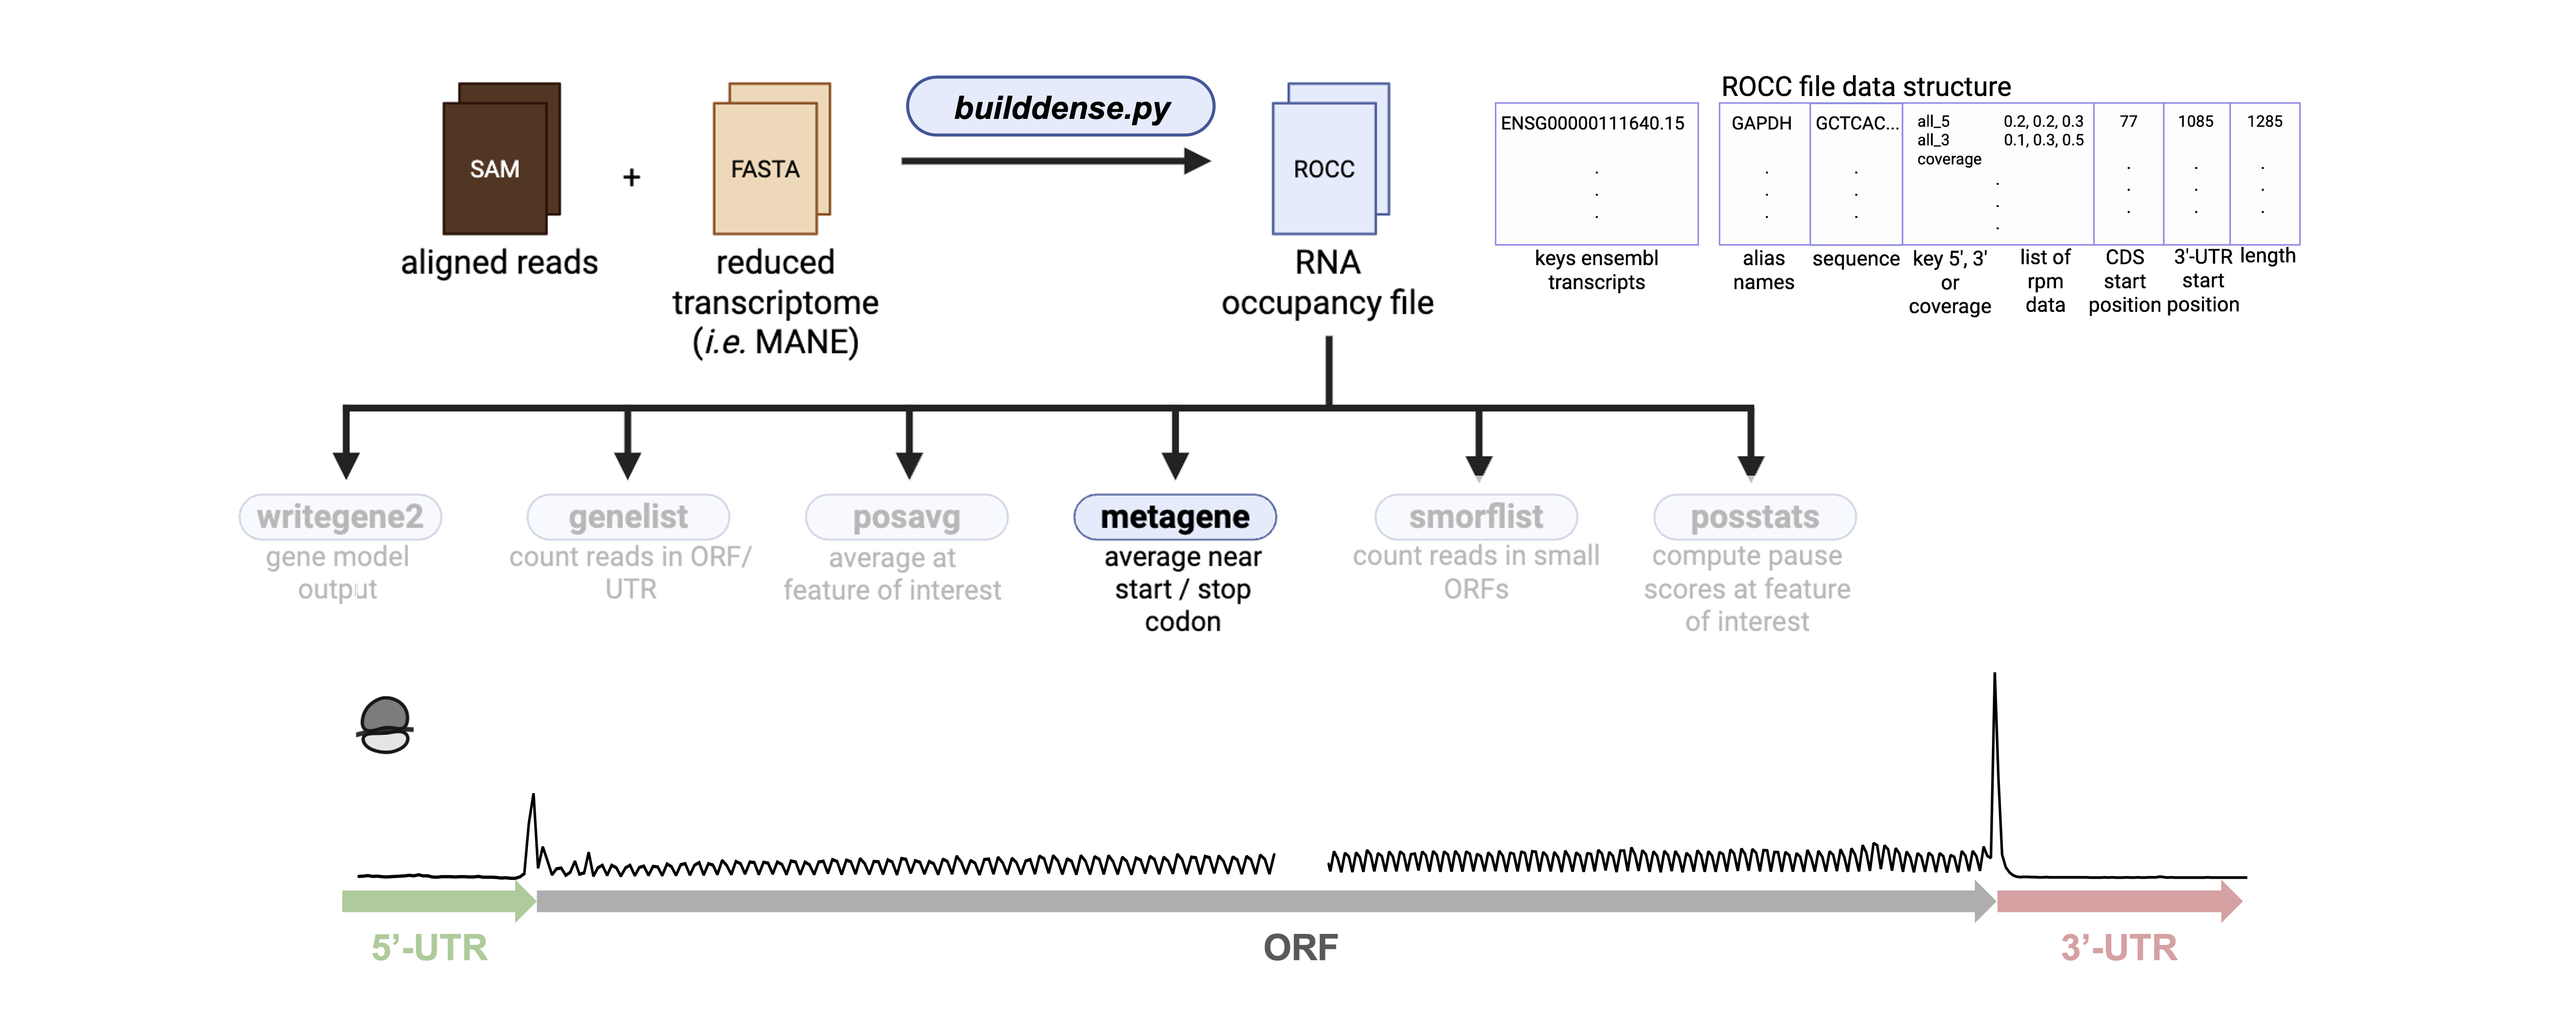 builddense.py
SAM
+
FASTA
ROCC
aligned reads
reduced
transcriptome
(i.e. MANE)
RNA
occupancy file
ROCC file data structure
ENSG00000111640.15
GAPDH
GCTCAC...
all_5
0.2, 0.2, 0.3
all_3
0.1, 0.3, 0.5
coverage
77
1085
1285
keys ensembl
transcripts
alias
names
sequence
key 5', 3'
or
coverage
list of
rpm
data
CDS
start
position
3'-UTR
start
position
length
writegene2
gene model
output
genelist
count reads in ORF/
UTR
posavg
average at
feature of interest
metagene
average near
start / stop
codon
smorflist
count reads in small
ORFs
posstats
compute pause
scores at feature
of interest
5’-UTR
ORF
3’-UTR